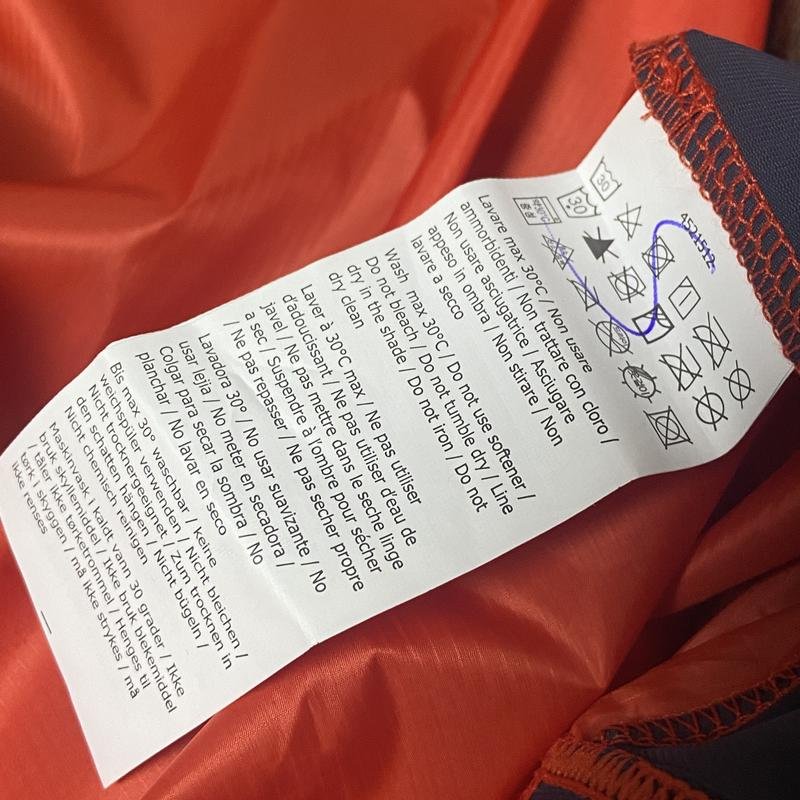 4521512
30
30
Lavare max 30°C / Non usare
ammorbidenti / Non trattare con cloro /
Non usare asciugatrice / Asciugare
appeso in ombra / Non stirare / Non
lavare a secco
Wash max 30°C / Do not use softener /
Do not bleach / Do not tumble dry / Line
dry in the shade / Do not iron / Do not
dry clean
Laver à 30°C max / Ne pas utiliser
d'adoucissant / Ne pas utiliser d'eau de
javel / Ne pas mettre dans le seche linge
a sec / Suspendre à l'ombre pour sécher
/ Ne pas repasser / Ne pas secher propre
Lavadora 30° / No usar suavizante / No
usar lejia / No meter en secadora /
Colgar para secar la sombra / No
planchar / No lavar en seco
Bis max 30° waschbar / keine
weichspüler verwenden / Nicht bleichen /
Nicht trocknergeeignet / Zum trocknen in
den schatten hängen / Nicht bügeln /
Nicht chemisch reinigen
Maskinvask i kaldt vann 30 grader / Ikke
bruk skyllemiddel / Ikke bruk blekemiddel
/ tåler ikke tørketrommel / Henges til
tørk i skyggen / må ikke strykes / må
ikke renses